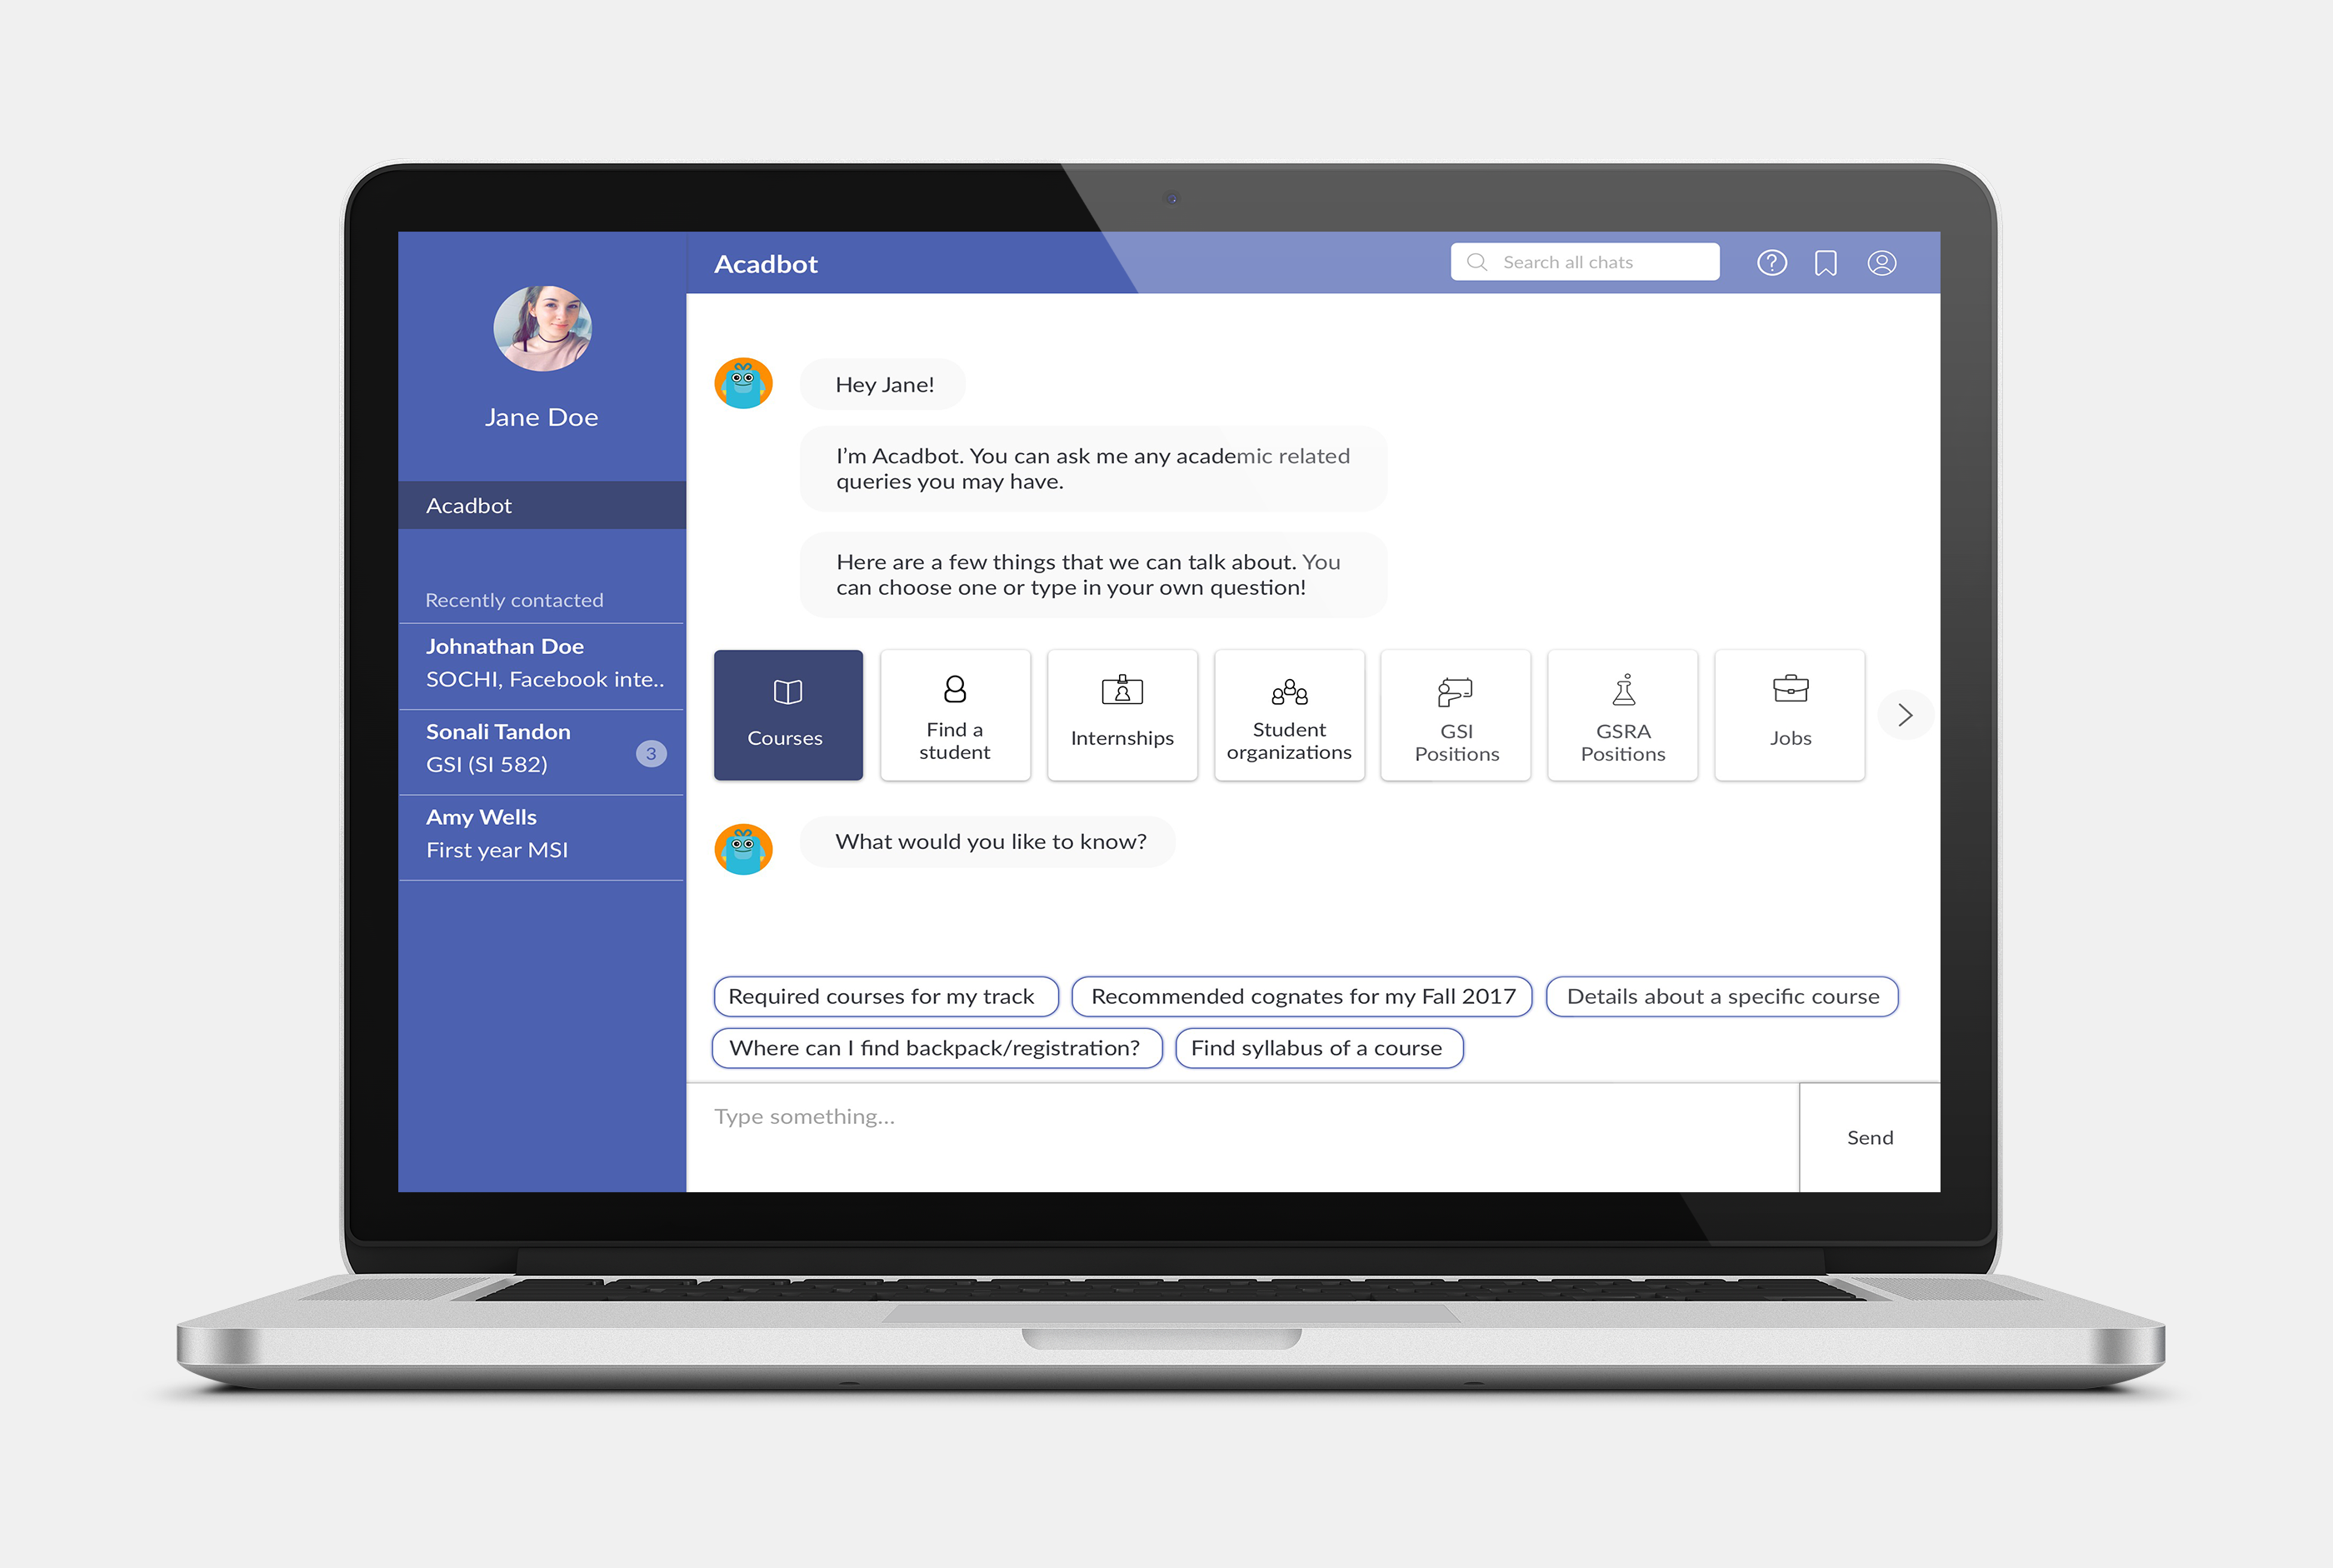 Jane Doe
Acadbot
Recently contacted
Johnathan Doe
SOCHI, Facebook inte..
Sonali Tandon
GSI (SI 582)
3
Amy Wells
First year MSI
Acadbot
Search all chats
?
Hey Jane!
I’m Acadbot. You can ask me any academic related
queries you may have.
Here are a few things that we can talk about. You
can choose one or type in your own question!
Courses
Find a
student
Internships
Student
organizations
GSI
Positions
GSRA
Positions
Jobs
What would you like to know?
Required courses for my track
Recommended cognates for my Fall 2017
Details about a specific course
Where can I find backpack/registration?
Find syllabus of a course
Type something...
Send